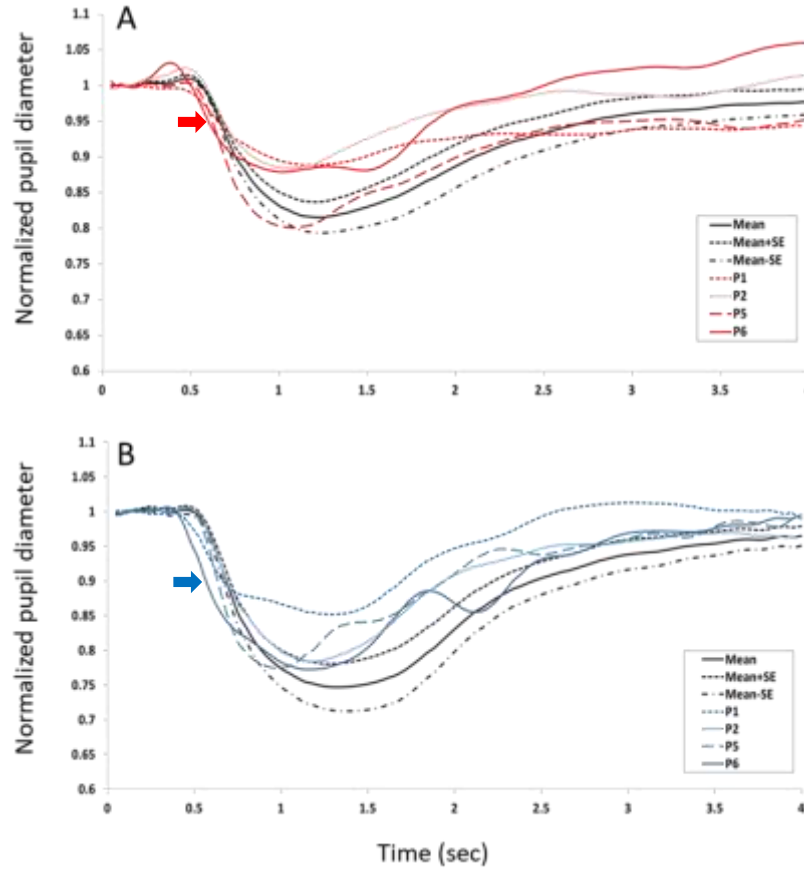 A
Normalized pupil diameter
1.1
1.05
1
0.95
0.9
0.85
0.8
0.75
0.7
0.65
0.6
0
0.5
1
1.5
2
2.5
3
3.5
Mean
Mean+SE
Mean-SE
P1
P2
P5
P6
B
Normalized pupil diameter
1.1
1.05
1
0.95
0.9
0.85
0.8
0.75
0.7
0.65
0.6
0
0.5
1
1.5
2
2.5
3
3.5
4
Mean
Mean+SE
Mean-SE
P1
P2
P5
P6
Time (sec)